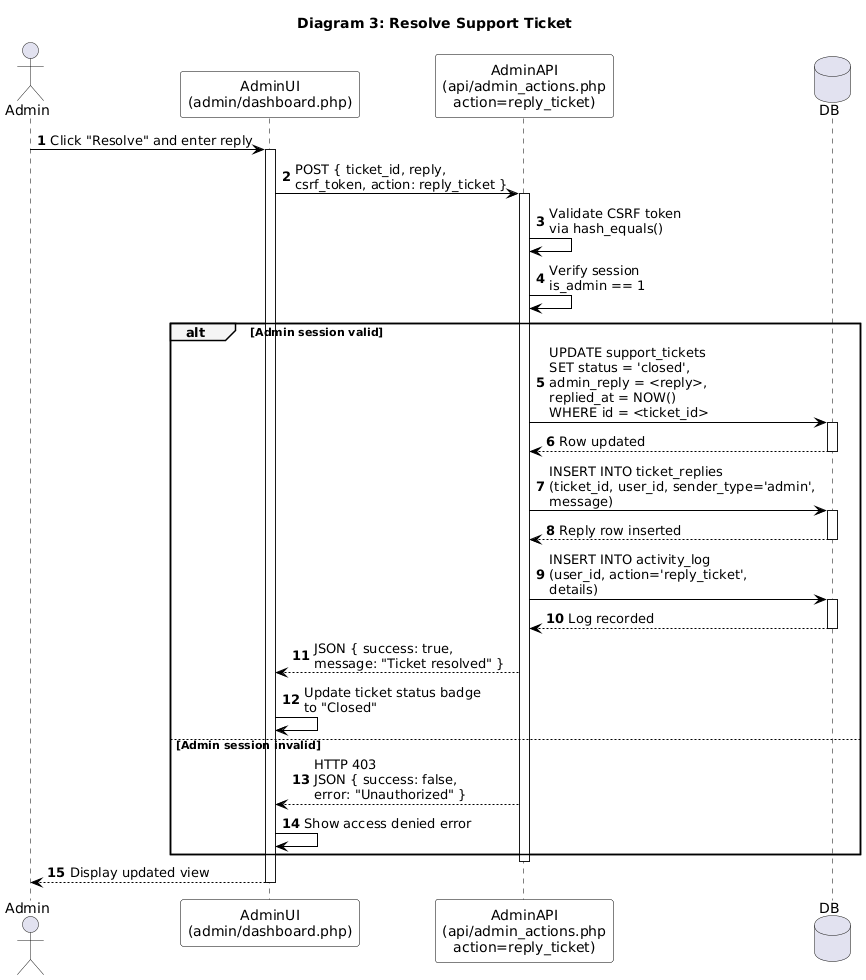 Diagram 3: Resolve Support Ticket
Admin
AdminUI
(admin/dashboard.php)
AdminAPI
(api/admin_actions.php
action=reply_ticket)
DB
1 Click "Resolve" and enter reply
2 POST { ticket_id, reply,
csrf_token, action: reply_ticket }
3 Validate CSRF token
via hash_equals()
4 Verify session
is_admin == 1
alt [Admin session valid]
5 UPDATE support_tickets
SET status = 'closed',
admin_reply = <reply>,
replied_at = NOW()
WHERE id = <ticket_id>
6 Row updated
7 INSERT INTO ticket_replies
(ticket_id, user_id, sender_type='admin',
message)
8 Reply row inserted
9 INSERT INTO activity_log
(user_id, action='reply_ticket',
details)
10 Log recorded
11 JSON { success: true,
message: "Ticket resolved" }
12 Update ticket status badge
to "Closed"
[Admin session invalid]
13 HTTP 403
JSON { success: false,
error: "Unauthorized" }
14 Show access denied error
15 Display updated view
Admin
AdminUI
(admin/dashboard.php)
AdminAPI
(api/admin_actions.php
action=reply_ticket)
DB